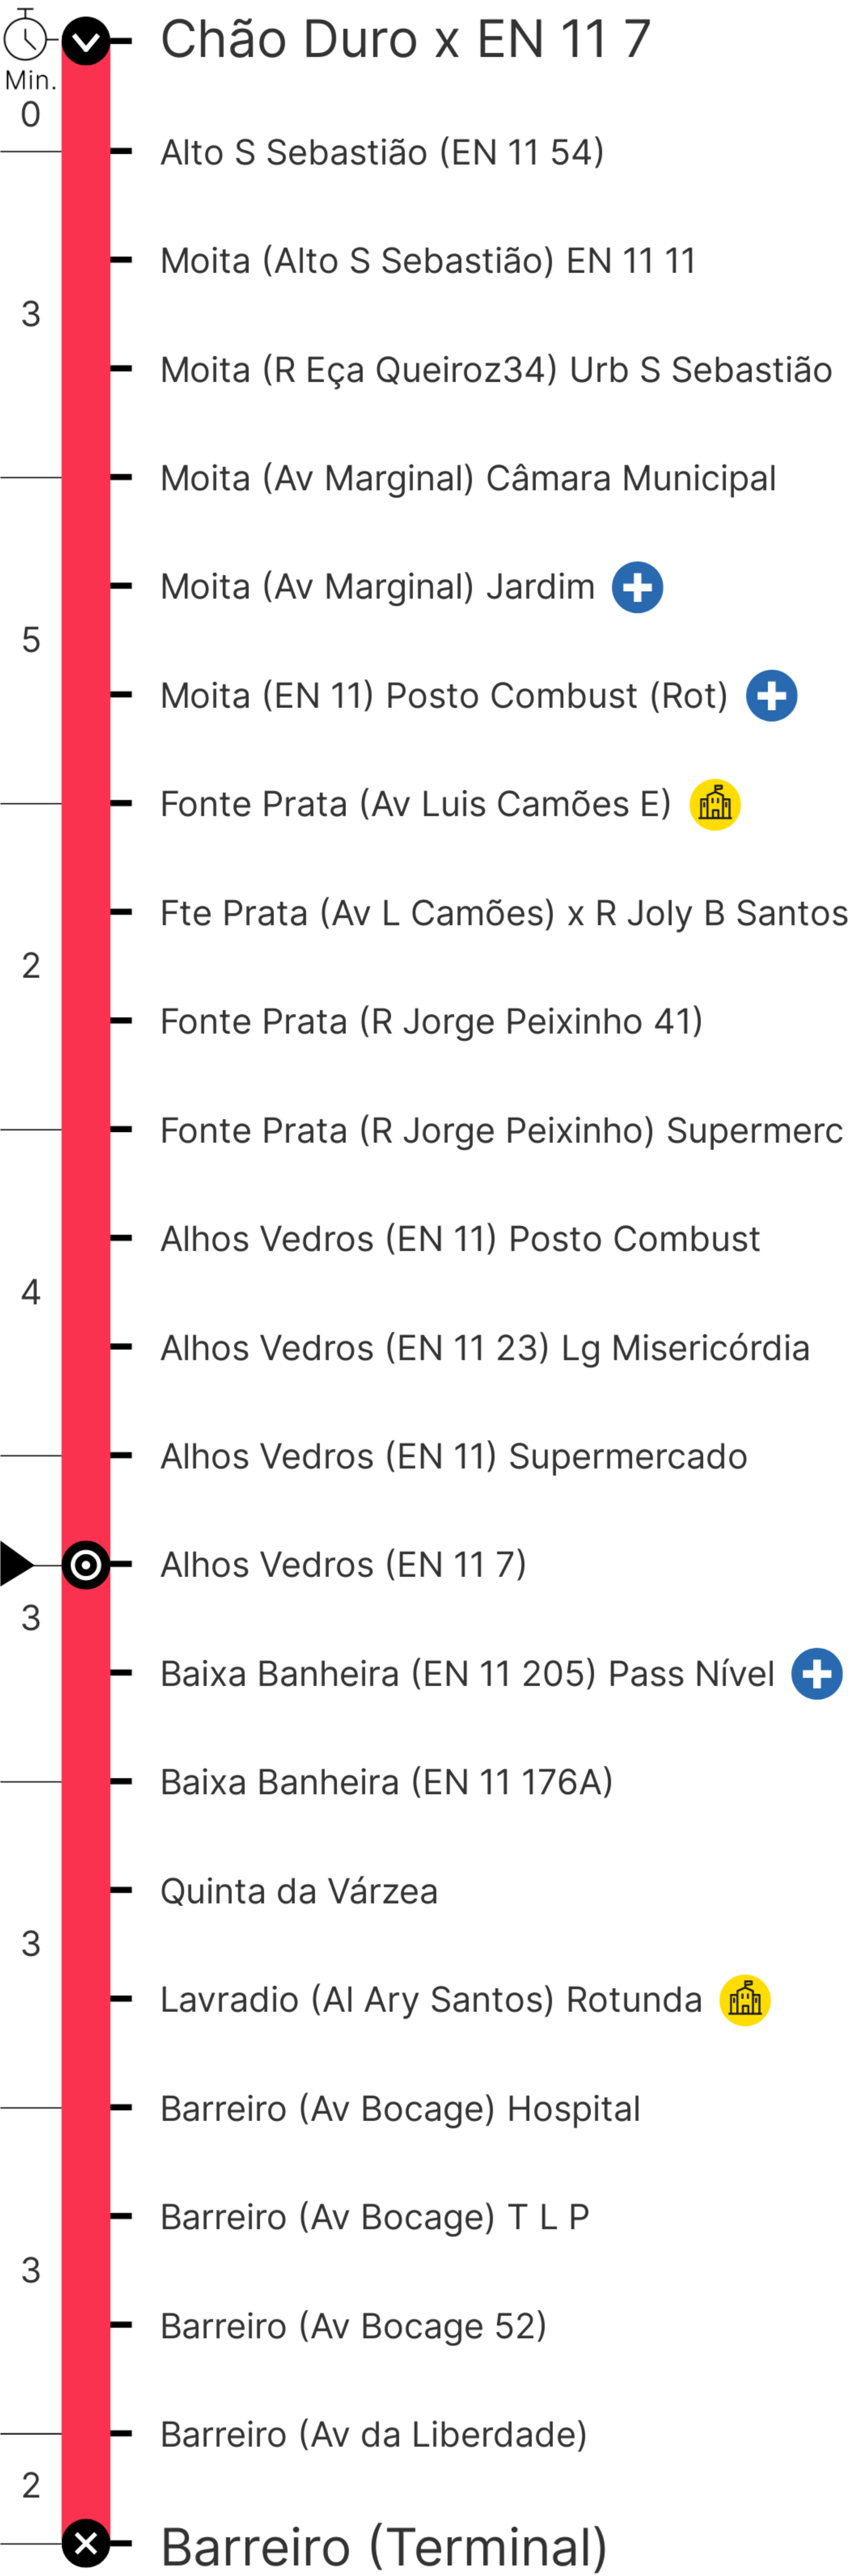 Chão Duro x EN 11 7
Min.
0
Alto S Sebastião (EN 11 54)
Moita (Alto S Sebastião) EN 11 11
3
Moita (R Eça Queiroz34) Urb S Sebastião
Moita (Av Marginal) Câmara Municipal
Moita (Av Marginal) Jardim
5
Moita (EN 11) Posto Combust (Rot)
Fonte Prata (Av Luis Camões E)
Fte Prata (Av L Camões) x R Joly B Santos
2
Fonte Prata (R Jorge Peixinho 41)
Fonte Prata (R Jorge Peixinho) Supermerc
Alhos Vedros (EN 11) Posto Combust
4
Alhos Vedros (EN 11 23) Lg Misericórdia
Alhos Vedros (EN 11) Supermercado
Alhos Vedros (EN 11 7)
3
Baixa Banheira (EN 11 205) Pass Nível
Baixa Banheira (EN 11 176A)
Quinta da Várzea
3
Lavradio (Al Ary Santos) Rotunda
Barreiro (Av Bocage) Hospital
Barreiro (Av Bocage) T L P
3
Barreiro (Av Bocage 52)
Barreiro (Av da Liberdade)
2
Barreiro (Terminal)